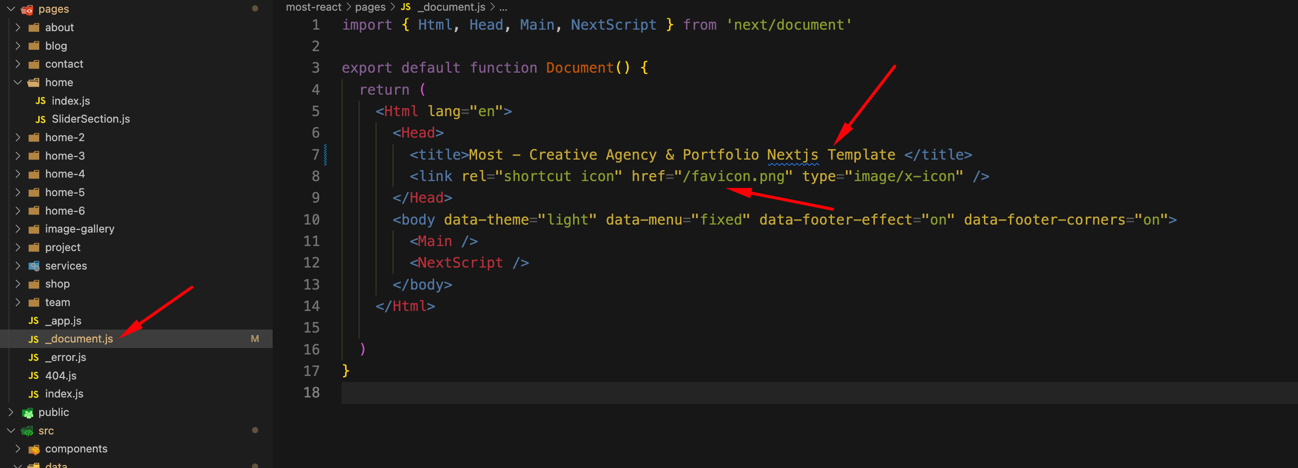 pages
about
blog
contact
home
JS index.js
JS SliderSection.js
home-2
home-3
home-4
home-5
home-6
image-gallery
project
services
shop
team
JS _app.js
JS _document.js M
JS _error.js
JS 404.js
JS index.js
public
src
components
data
most-react > pages > JS _document.js > ...
1 import { Html, Head, Main, NextScript } from 'next/document'
2
3 export default function Document() {
4 return (
5 <Html lang="en">
6 <Head>
7 <title>Most - Creative Agency & Portfolio Nextjs Template </title>
8 <link rel="shortcut icon" href="/favicon.png" type="image/x-icon" />
9 </Head>
10 <body data-theme="light" data-menu="fixed" data-footer-effect="on" data-footer-corners="on">
11 <Main />
12 <NextScript />
13 </body>
14 </Html>
15
16 )
17 }
18